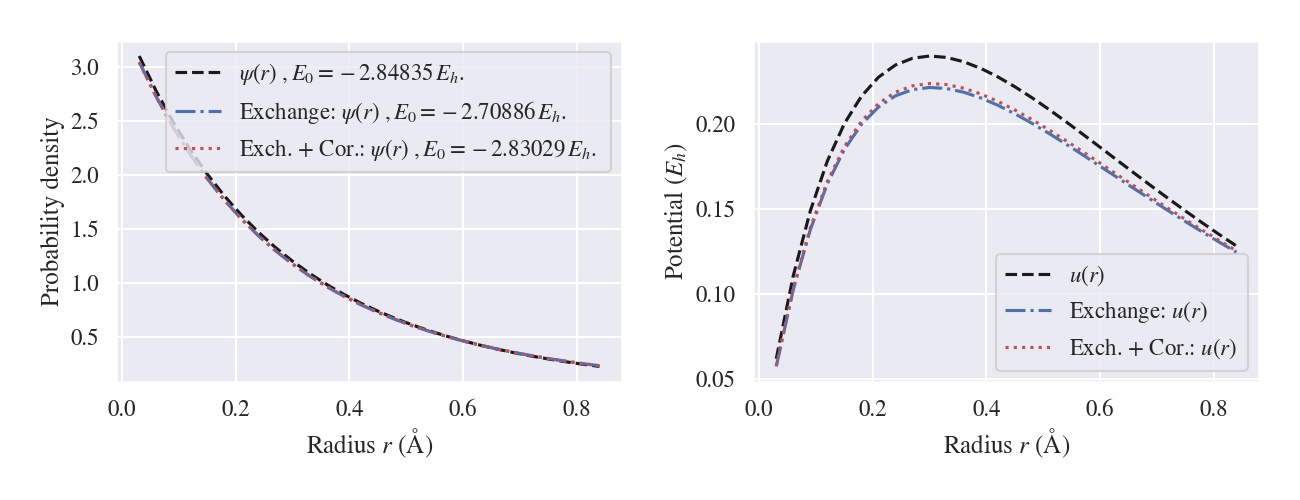 Probability density
3.0
2.5
2.0
1.5
1.0
0.5
0.0
0.2
0.4
0.6
0.8
Radius r (Å)
ψ(r) , E₀ = −2.84835 Eₕ.
Exchange: ψ(r) , E₀ = −2.70886 Eₕ.
Exch. + Cor.: ψ(r) , E₀ = −2.83029 Eₕ.
Potential (Eₕ)
0.20
0.15
0.10
0.05
0.0
0.2
0.4
0.6
0.8
Radius r (Å)
u(r)
Exchange: u(r)
Exch. + Cor.: u(r)